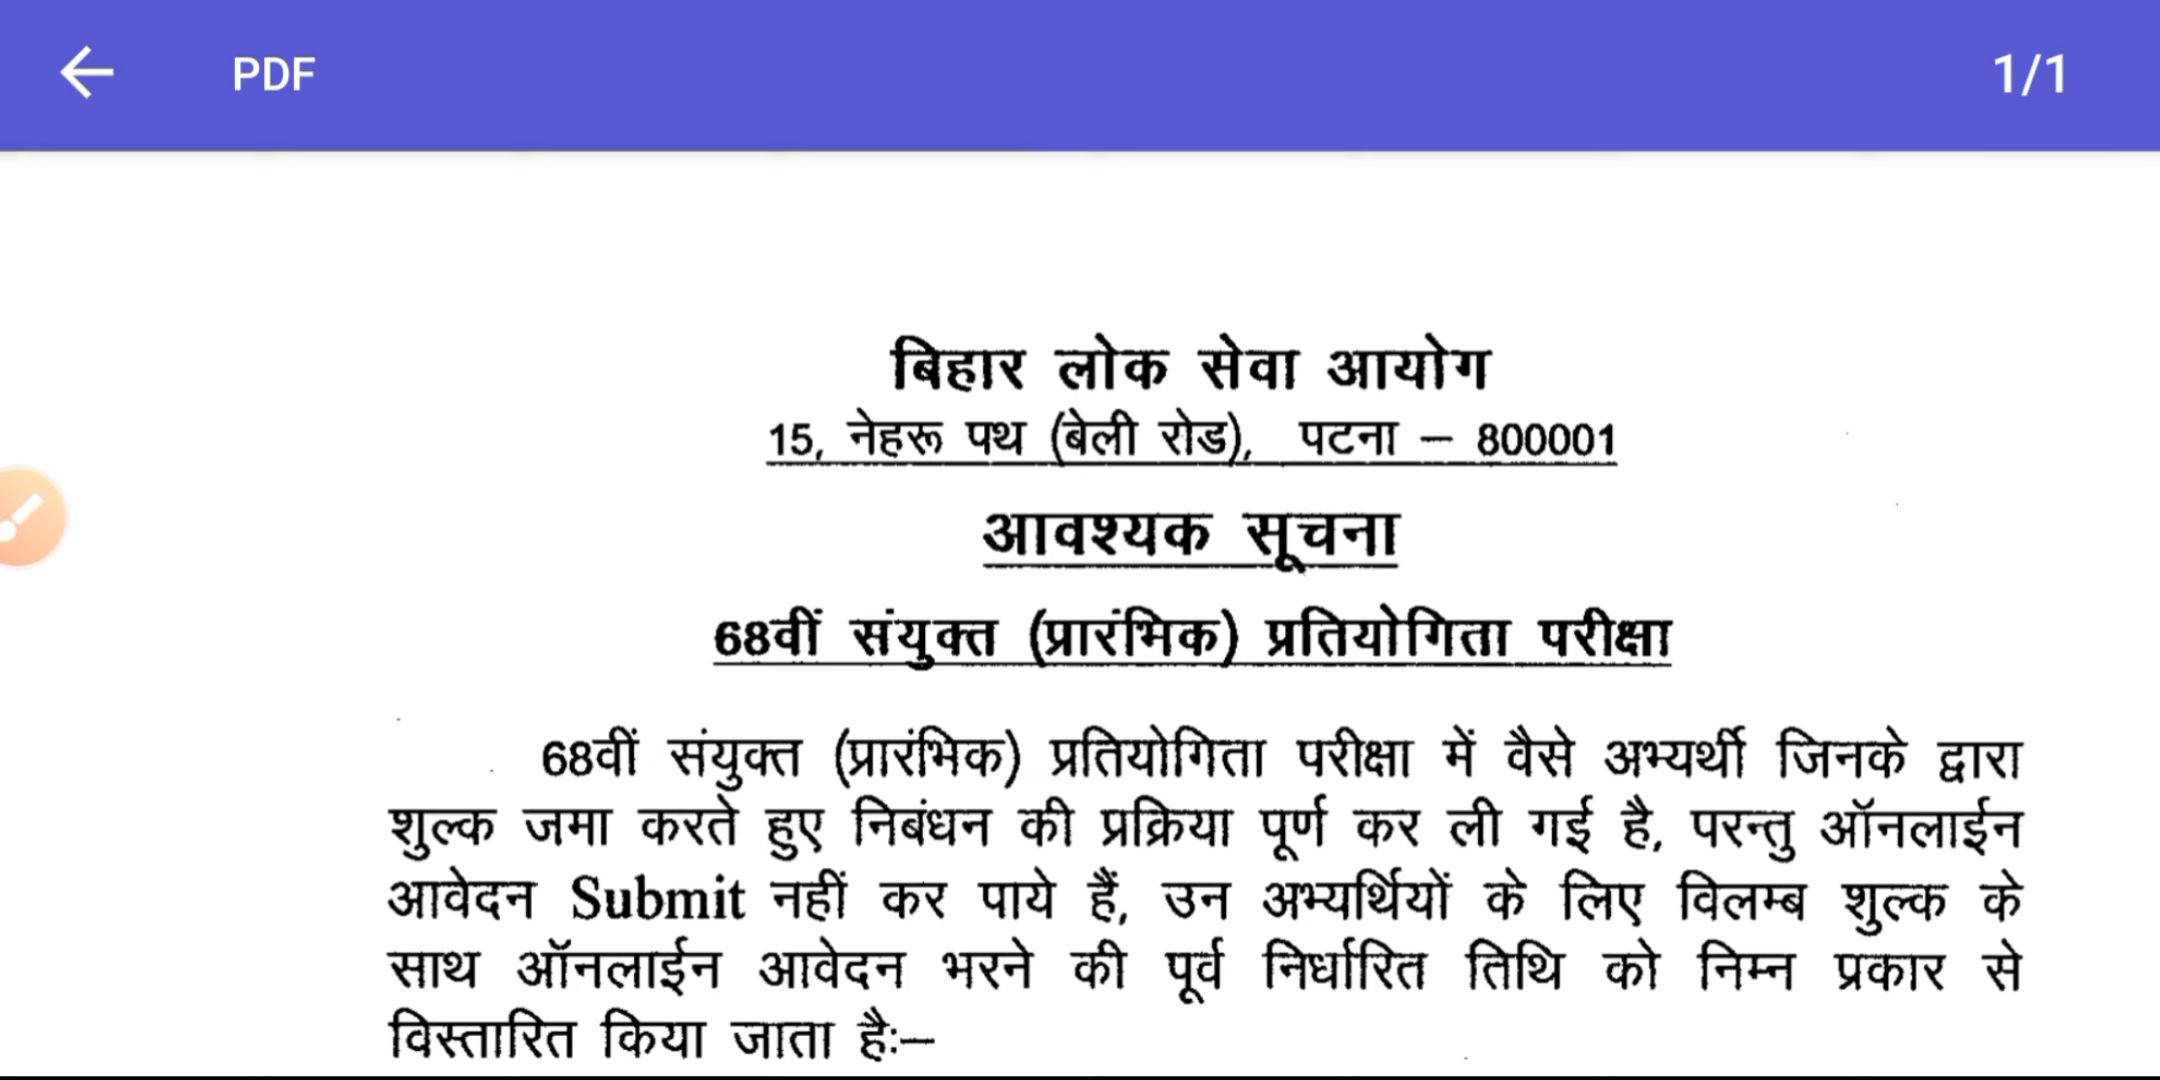 PDF
1/1
बिहार लोक सेवा आयोग
15, नेहरू पथ (बेली रोड), पटना – 800001
आवश्यक सूचना
68वीं संयुक्त (प्रारंभिक) प्रतियोगिता परीक्षा
68वीं संयुक्त (प्रारंभिक) प्रतियोगिता परीक्षा में वैसे अभ्यर्थी जिनके द्वारा
शुल्क जमा करते हुए निबंधन की प्रक्रिया पूर्ण कर ली गई है, परन्तु ऑनलाईन
आवेदन Submit नहीं कर पाये हैं, उन अभ्यर्थियों के लिए विलम्ब शुल्क के
साथ ऑनलाईन आवेदन भरने की पूर्व निर्धारित तिथि को निम्न प्रकार से
विस्तारित किया जाता है:–